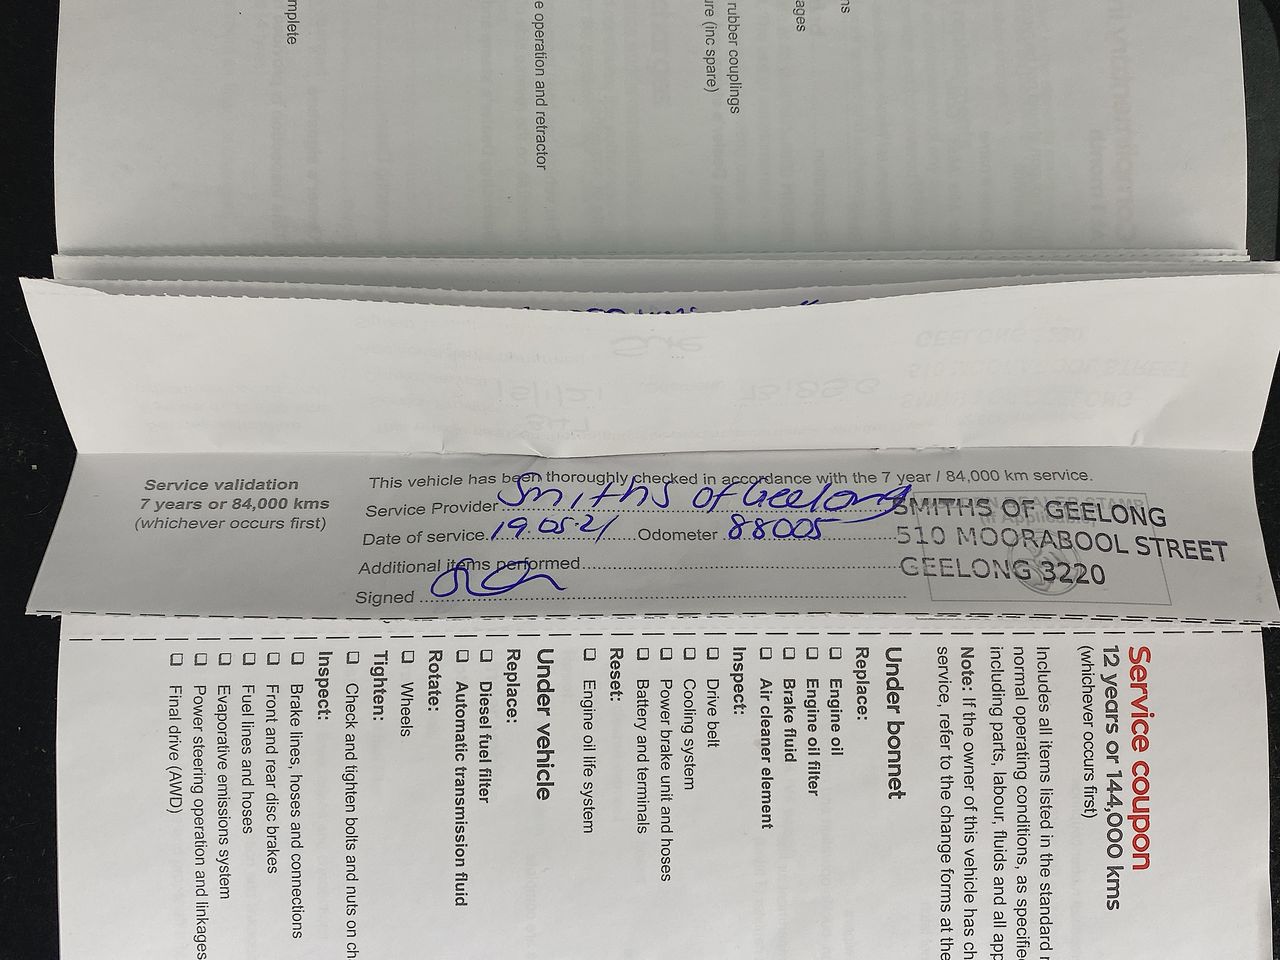 mplete
e operation and retractor
rubber couplings
ure (inc spare)
ages
ns
Service validation
7 years or 84,000 kms
(whichever occurs first)
This vehicle has been thoroughly checked in accordance with the 7 year / 84,000 km service.
Service Provider Smiths of Geelong
Date of service 19.05.21 Odometer 88005
Additional items performed
Signed
SMITHS OF GEELONG
510 MOORABOOL STREET
GEELONG 3220
Service coupon
12 years or 144,000 kms
(whichever occurs first)
Includes all items listed in the standard
normal operating conditions, as specifie
including parts, labour, fluids and all app
Note: If the owner of this vehicle has ch
service, refer to the change forms at the
Under bonnet
Replace:
Engine oil
Engine oil filter
Brake fluid
Air cleaner element
Inspect:
Drive belt
Cooling system
Power brake unit and hoses
Battery and terminals
Reset:
Engine oil life system
Under vehicle
Replace:
Diesel fuel filter
Automatic transmission fluid
Rotate:
Wheels
Tighten:
Check and tighten bolts and nuts on ch
Inspect:
Brake lines, hoses and connections
Front and rear disc brakes
Fuel lines and hoses
Evaporative emissions system
Power steering operation and linkages
Final drive (AWD)